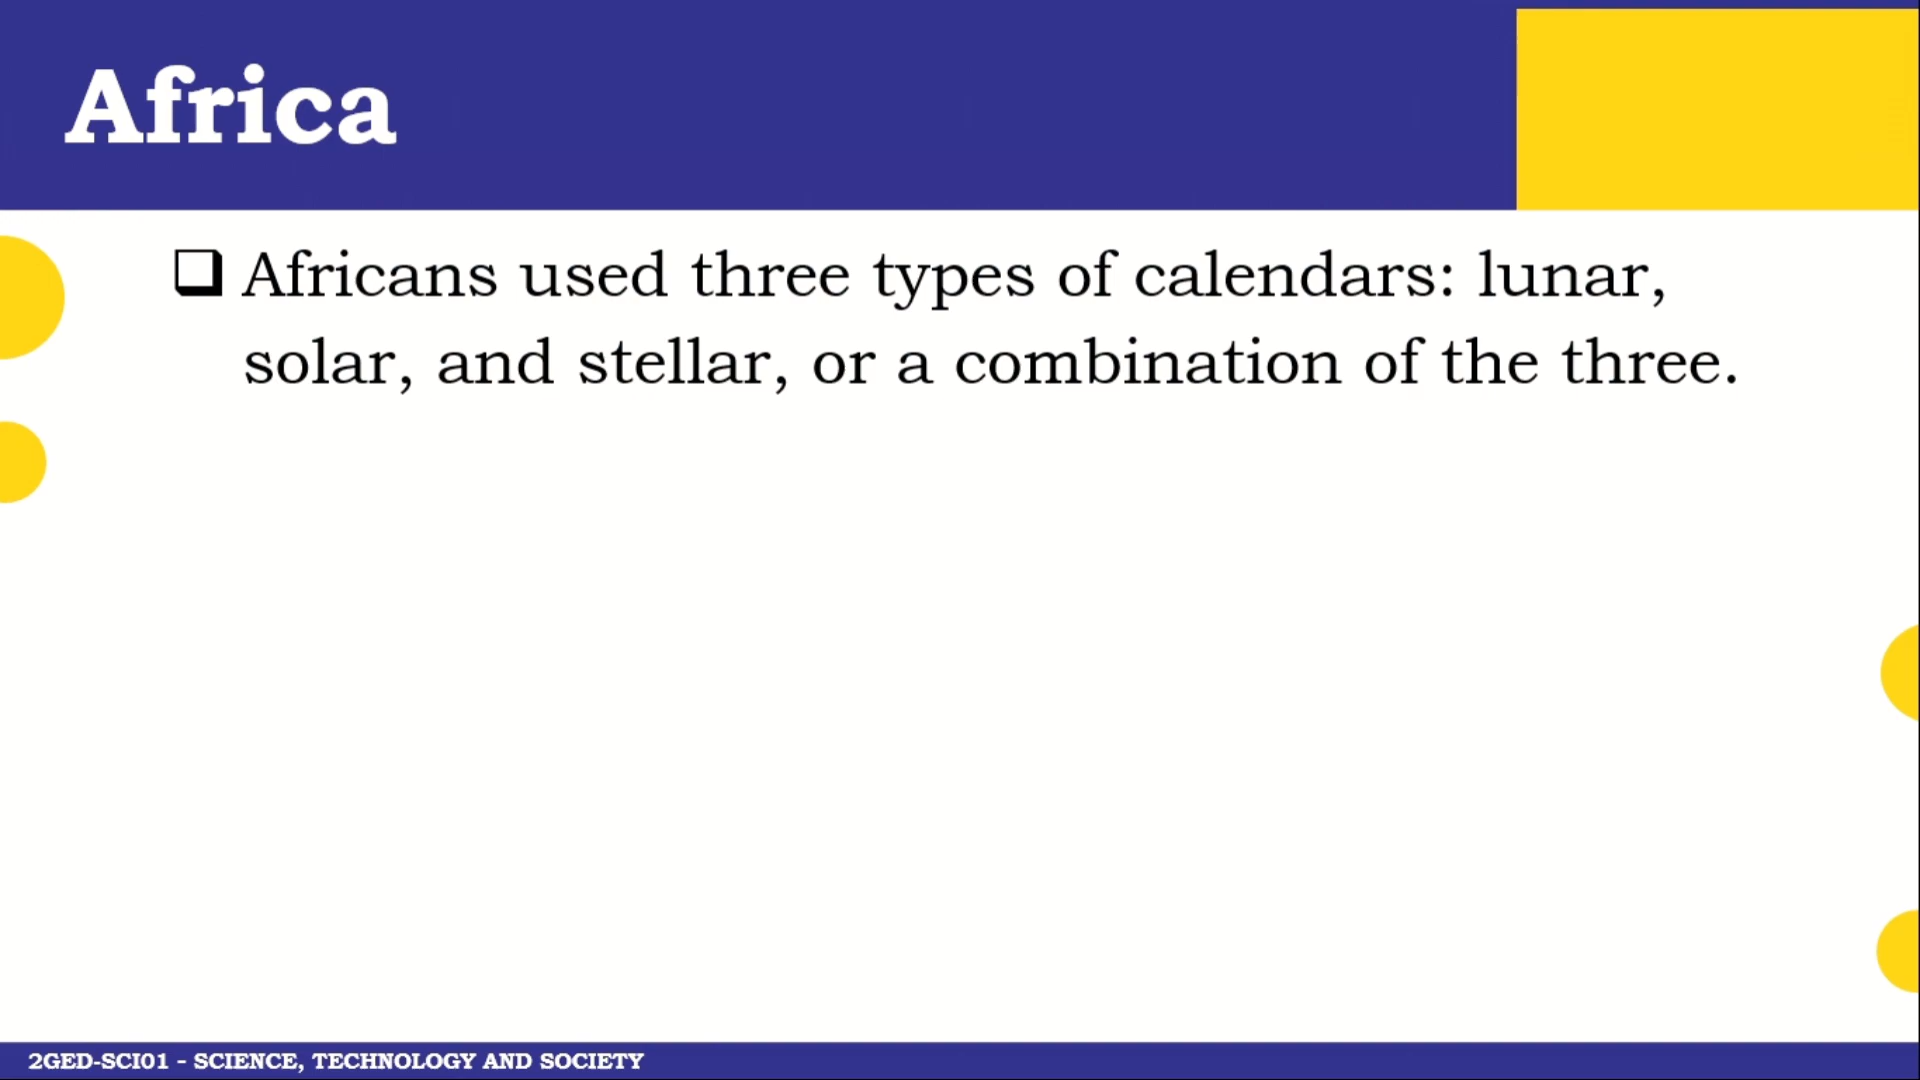 Africa
❑ Africans used three types of calendars: lunar,
solar, and stellar, or a combination of the three.
2GED-SCI01 – SCIENCE, TECHNOLOGY AND SOCIETY